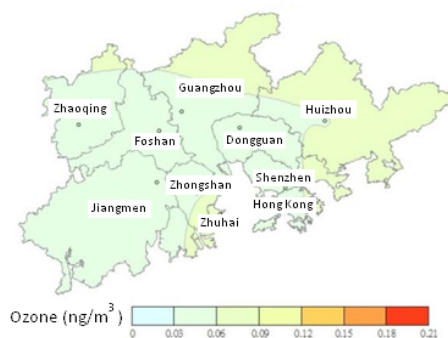 Guangzhou
Zhaoqing
Huizhou
Foshan
Dongguan
Shenzhen
Zhongshan
Jiangmen
Hong Kong
Zhuhai
Ozone (ng/m³)
0 0.03 0.06 0.09 0.12 0.15 0.18 0.21